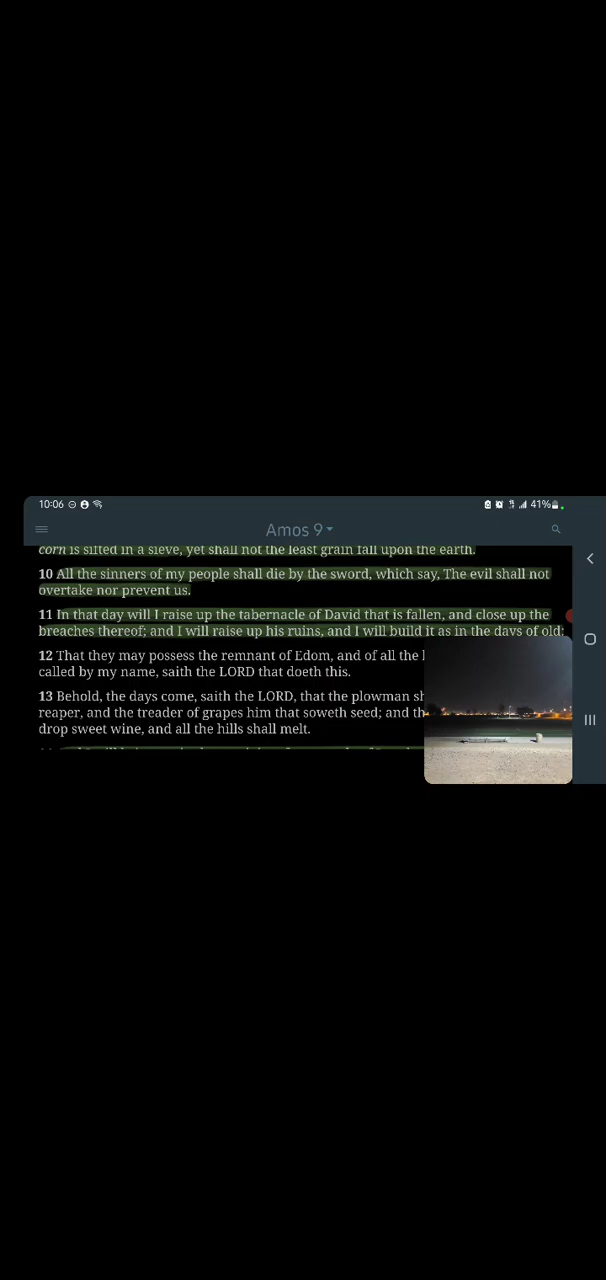 10:06
41%
Amos 9
corn is sifted in a sieve, yet shall not the least grain fall upon the earth.
10 All the sinners of my people shall die by the sword, which say, The evil shall not
overtake nor prevent us.
11 In that day will I raise up the tabernacle of David that is fallen, and close up the
breaches thereof; and I will raise up his ruins, and I will build it as in the days of old:
12 That they may possess the remnant of Edom, and of all the
called by my name, saith the LORD that doeth this.
13 Behold, the days come, saith the LORD, that the plowman sh
reaper, and the treader of grapes him that soweth seed; and th
drop sweet wine, and all the hills shall melt.